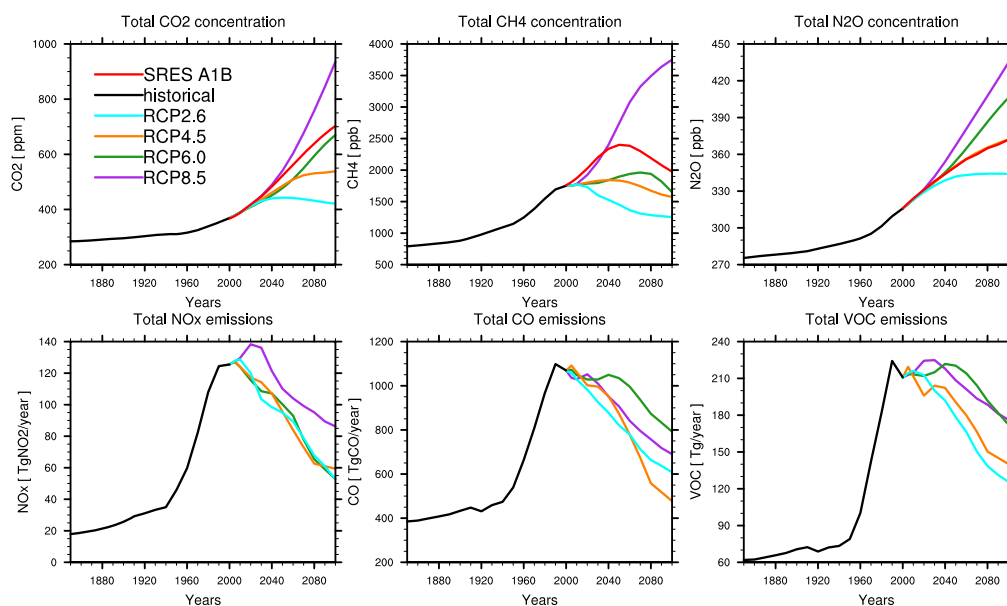 Total CO2 concentration
CO2 [ ppm ]
1000
800
600
400
200
SRES A1B
historical
RCP2.6
RCP4.5
RCP6.0
RCP8.5
1880 1920 1960 2000 2040 2080
Years
Total CH4 concentration
CH4 [ ppb ]
4000
3500
3000
2500
2000
1500
1000
500
1880 1920 1960 2000 2040 2080
Years
Total N2O concentration
N2O [ ppb ]
450
420
390
360
330
300
270
1880 1920 1960 2000 2040 2080
Years
Total NOx emissions
NOx [ TgNO2/year ]
140
120
100
80
60
40
20
0
1880 1920 1960 2000 2040 2080
Years
Total CO emissions
CO [ TgCO/year ]
1200
1000
800
600
400
200
1880 1920 1960 2000 2040 2080
Years
Total VOC emissions
VOC [ Tg/year ]
240
210
180
150
120
90
60
1880 1920 1960 2000 2040 2080
Years